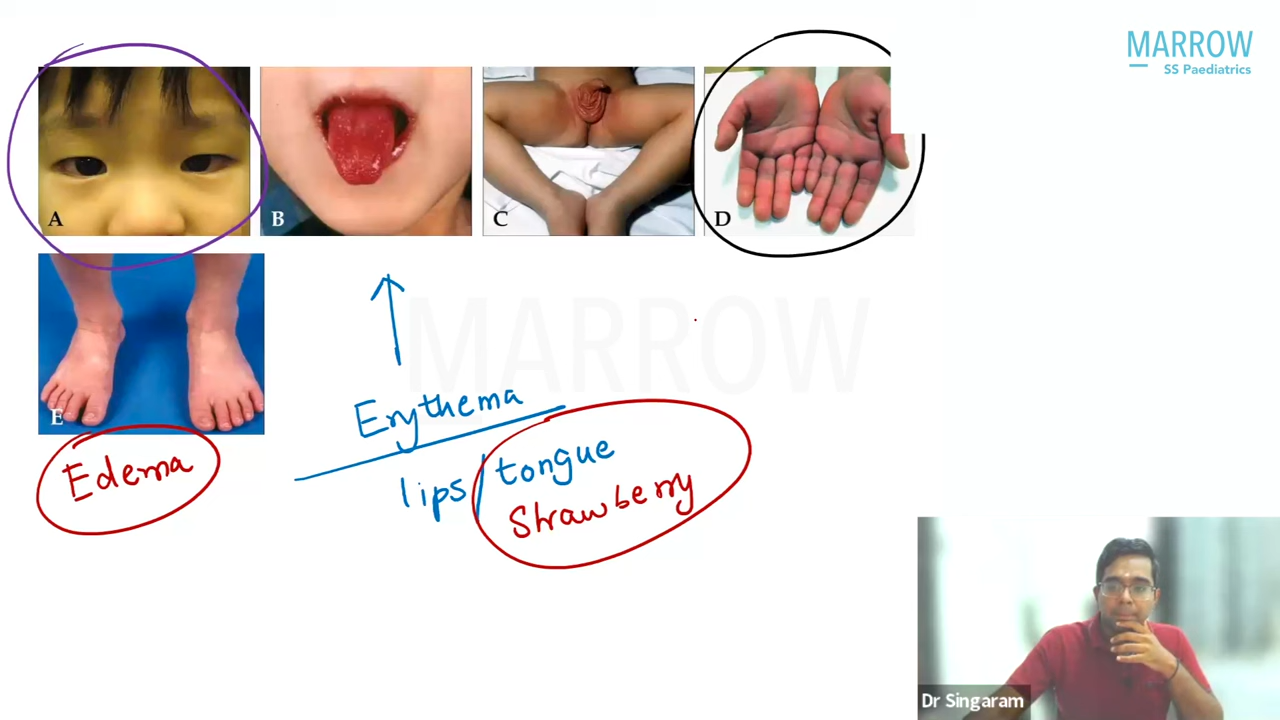 MARROW
SS Paediatrics
A
B
C
D
E
MARROW
Erythema
lips/tongue
Strawberry
Edema
Dr Singaram